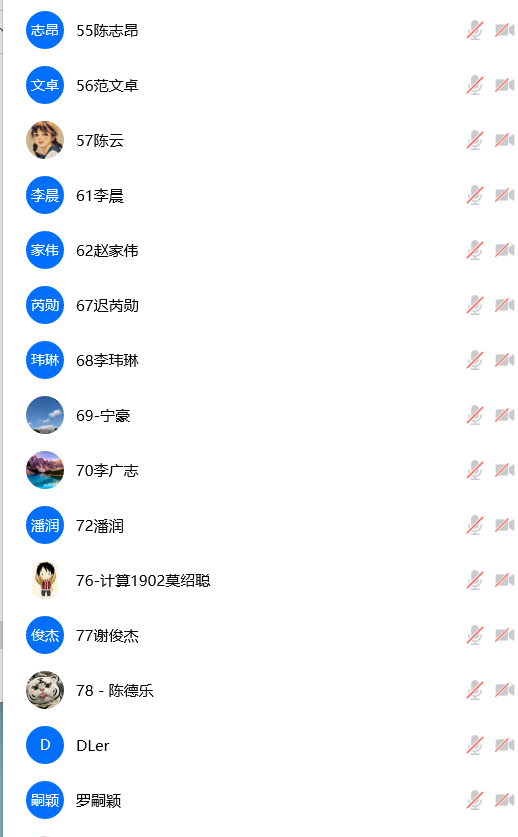 志昂 55陈志昂
文卓 56范文卓
57陈云
李晨 61李晨
家伟 62赵家伟
芮勋 67迟芮勋
玮琳 68李玮琳
69-宁豪
70李广志
潘润 72潘润
76-计算1902莫绍聪
俊杰 77谢俊杰
78 - 陈德乐
D DLer
嗣颖 罗嗣颖